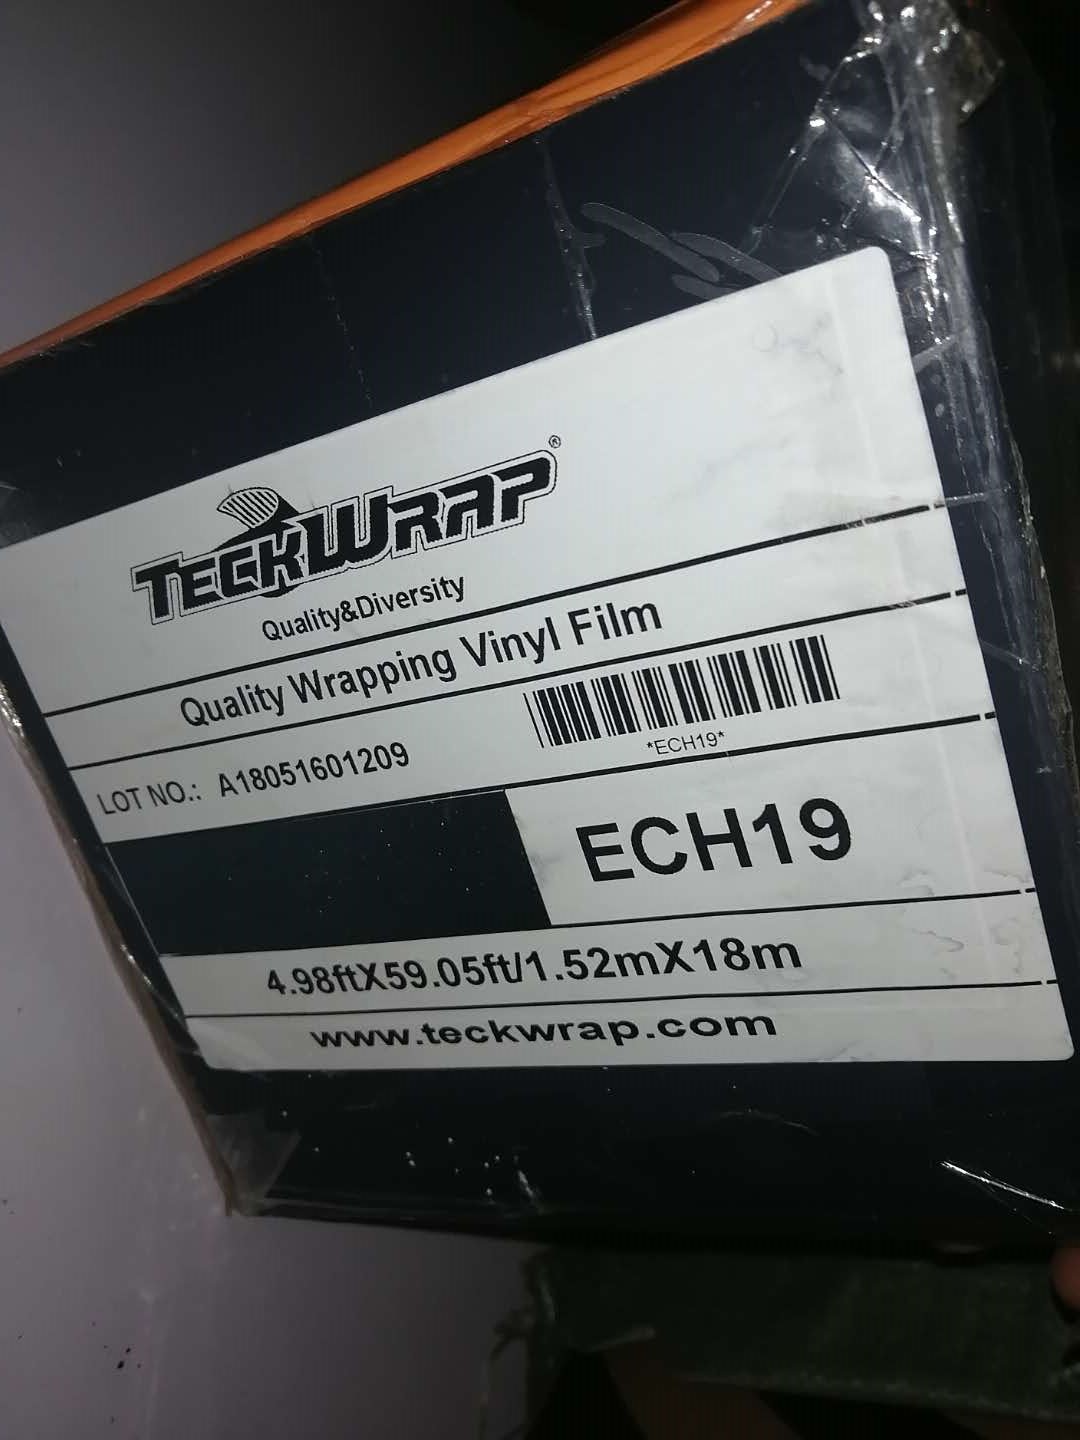 TECKWRAP®
Quality&Diversity
Quality Wrapping Vinyl Film
LOT NO.: A18051601209
*ECH19*
ECH19
4.98ftX59.05ft/1.52mX18m
www.teckwrap.com